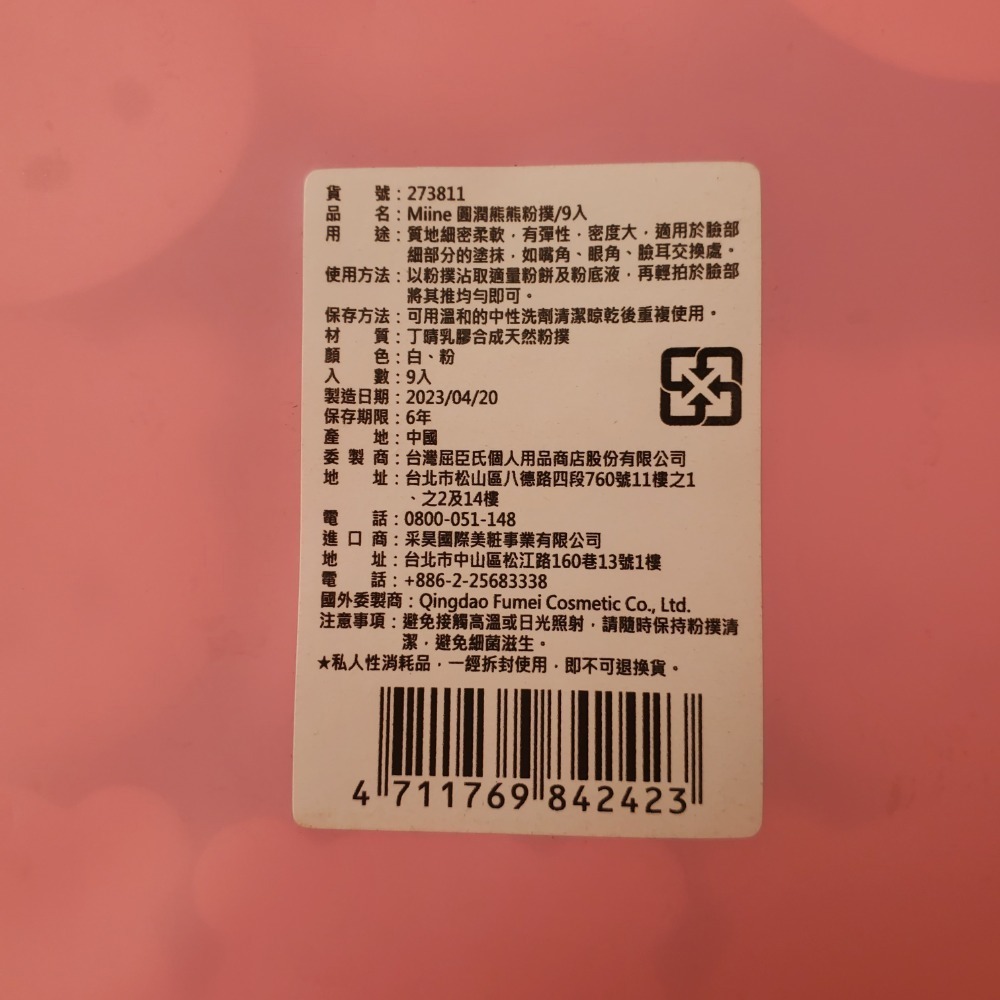 貨號：273811
品名：Miine 圓潤熊熊粉撲/9入
用途：質地細密柔軟，有彈性，密度大，適用於臉部
細部分的塗抹，如嘴角、眼角、臉耳交換處。
使用方法：以粉撲沾取適量粉餅及粉底液，再輕拍於臉部
將其推均勻即可。
保存方法：可用溫和的中性洗劑清潔晾乾後重複使用。
材質：丁晴乳膠合成天然粉撲
顏色：白、粉
入數：9入
製造日期：2023/04/20
保存期限：6年
產地：中國
委製商：台灣屈臣氏個人用品商店股份有限公司
地址：台北市松山區八德路四段760號11樓之1
、之2及14樓
電話：0800-051-148
進口商：采昊國際美粧事業有限公司
地址：台北市中山區松江路160巷13號1樓
電話：+886-2-25683338
國外委製商：Qingdao Fumei Cosmetic Co., Ltd.
注意事項：避免接觸高溫或日光照射，請隨時保持粉撲清
潔，避免細菌滋生。
★私人性消耗品，一經拆封使用，即不可退換貨。
4 711769 842423